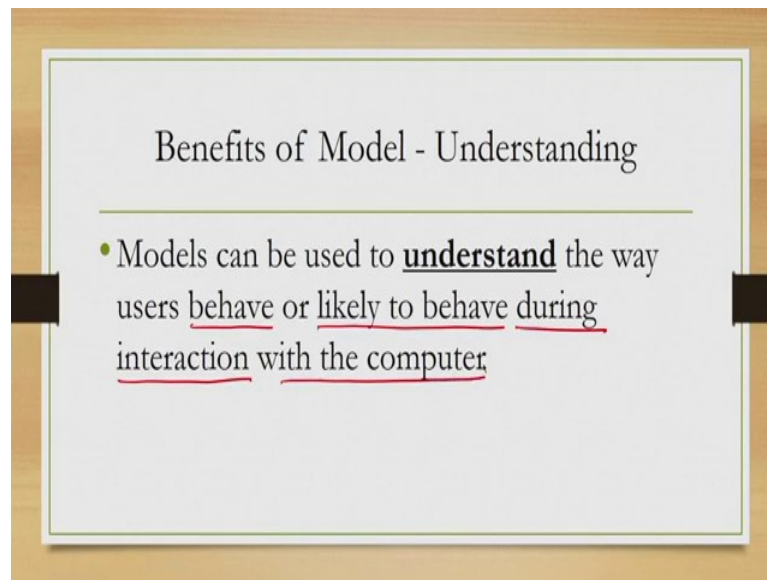 Benefits of Model - Understanding
• Models can be used to understand the way
users behave or likely to behave during
interaction with the computer.